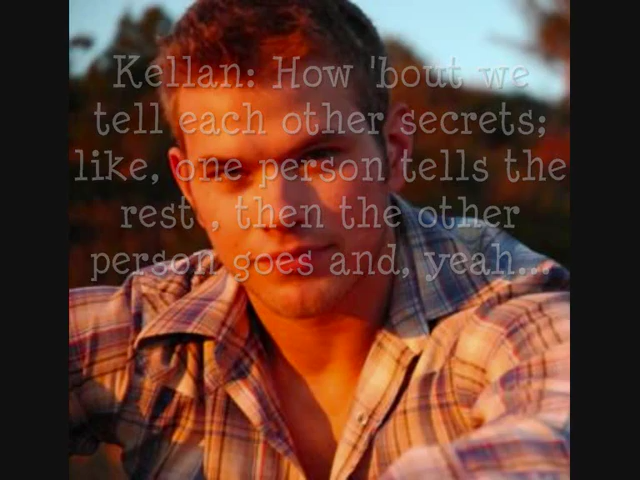 Kellan: How 'bout we
tell each other secrets;
like, one person tells the
rest , then the other
person goes and, yeah...